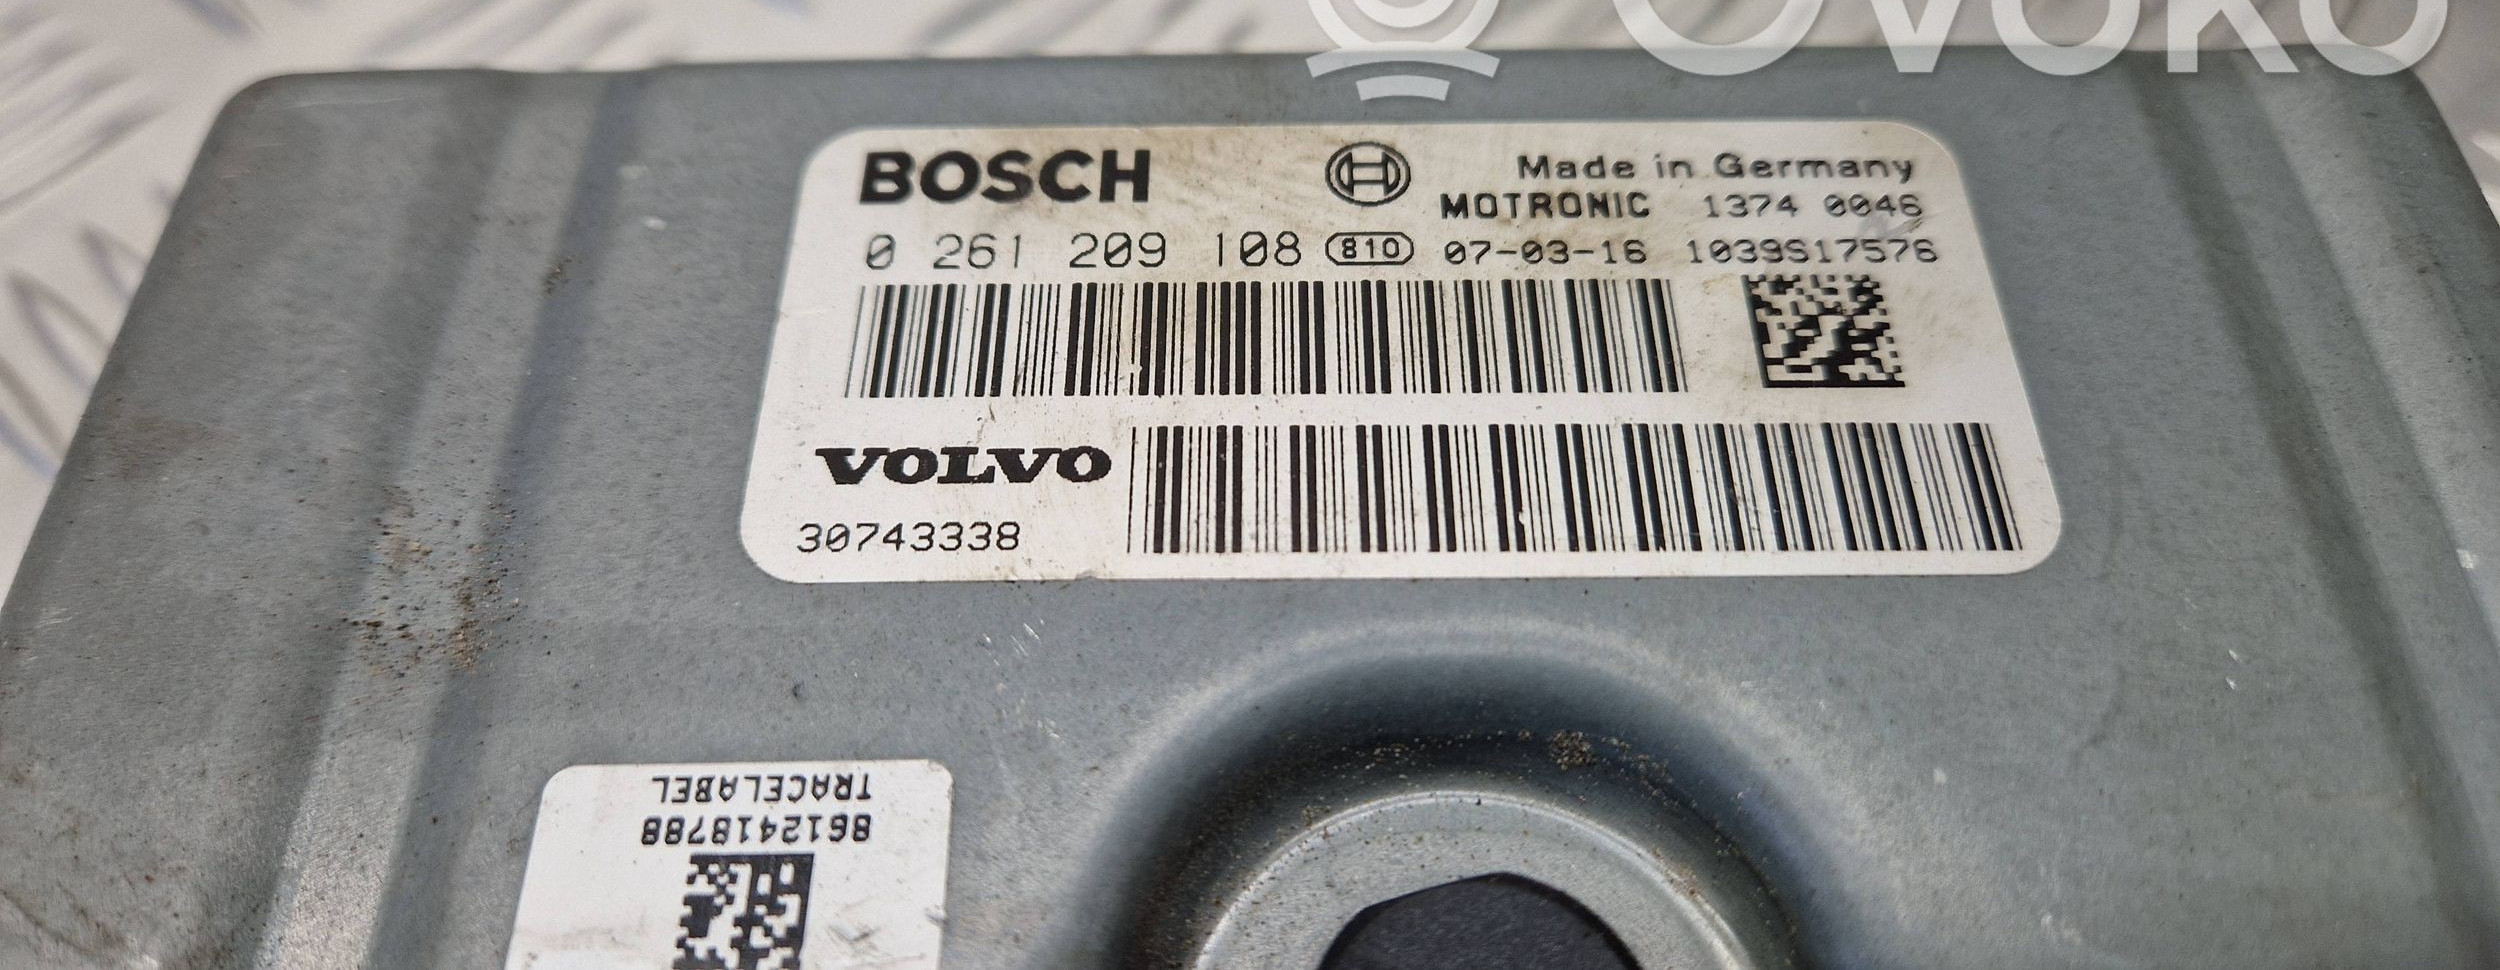 OVOKO
BOSCH
Made in Germany
MOTRONIC 1374 0046
0 261 209 108 810 07-03-16 1039S17576
VOLVO
30743338
TRACELABEL
8612418788